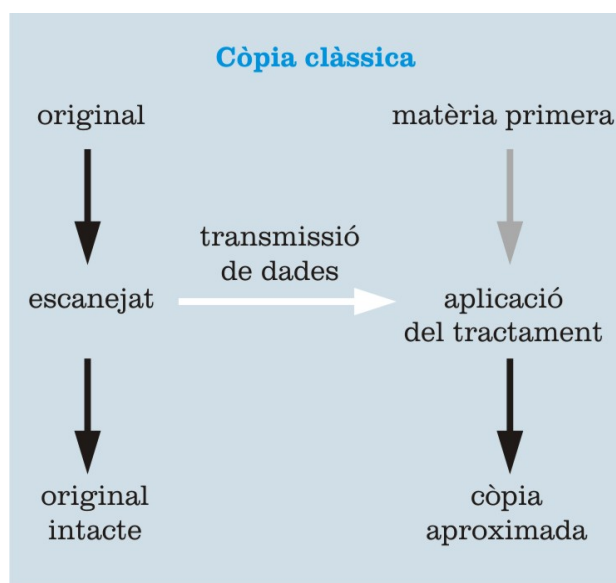 Còpia clàssica
original
matèria primera
transmissió
de dades
escanejat
aplicació
del tractament
original
intacte
còpia
aproximada